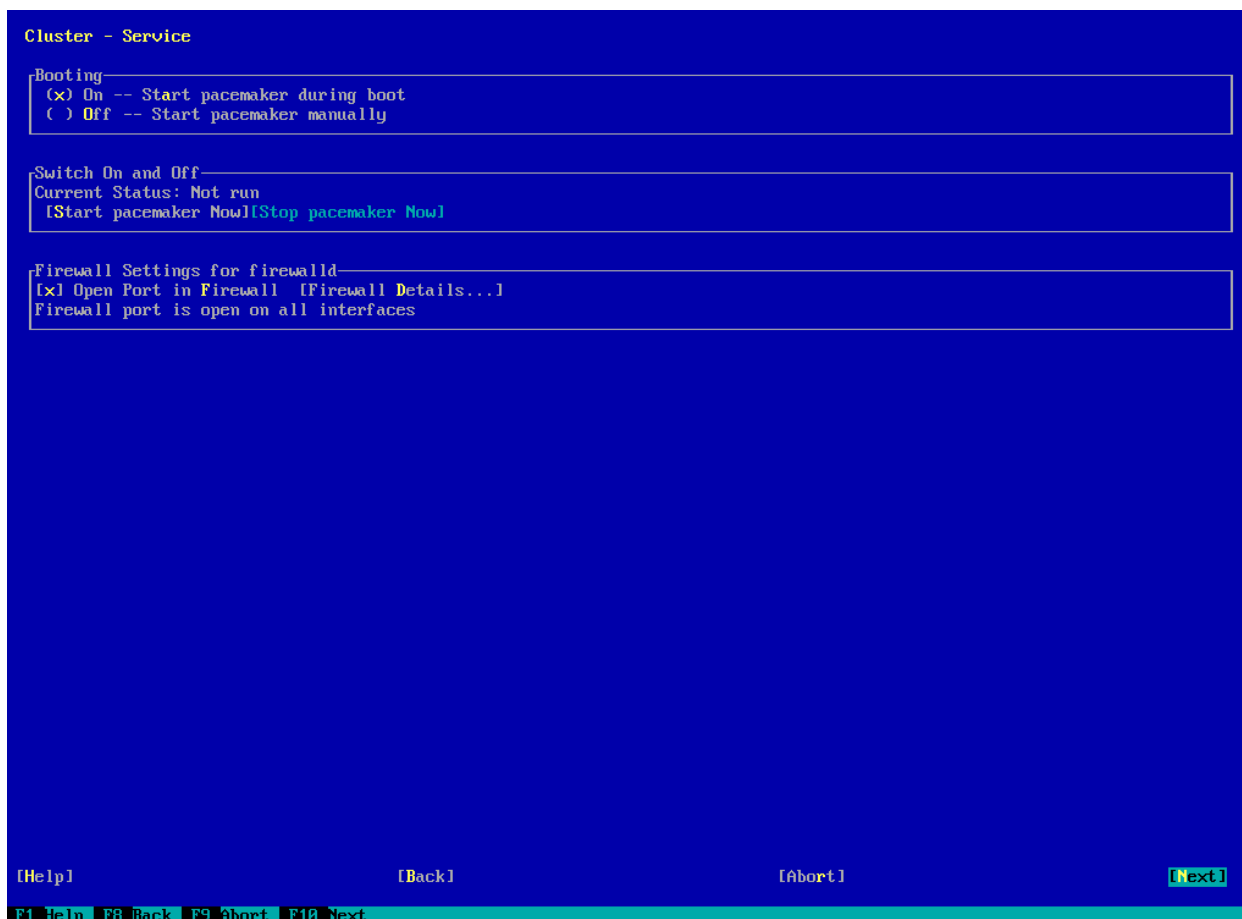 Cluster - Service
Booting
(x) On -- Start pacemaker during boot
( ) Off -- Start pacemaker manually
Switch On and Off
Current Status: Not run
[Start pacemaker Now][Stop pacemaker Now]
Firewall Settings for firewalld
[x] Open Port in Firewall [Firewall Details...]
Firewall port is open on all interfaces
[Help] [Back] [Abort] [Next]
F1 Help F8 Back F9 Abort F10 Next